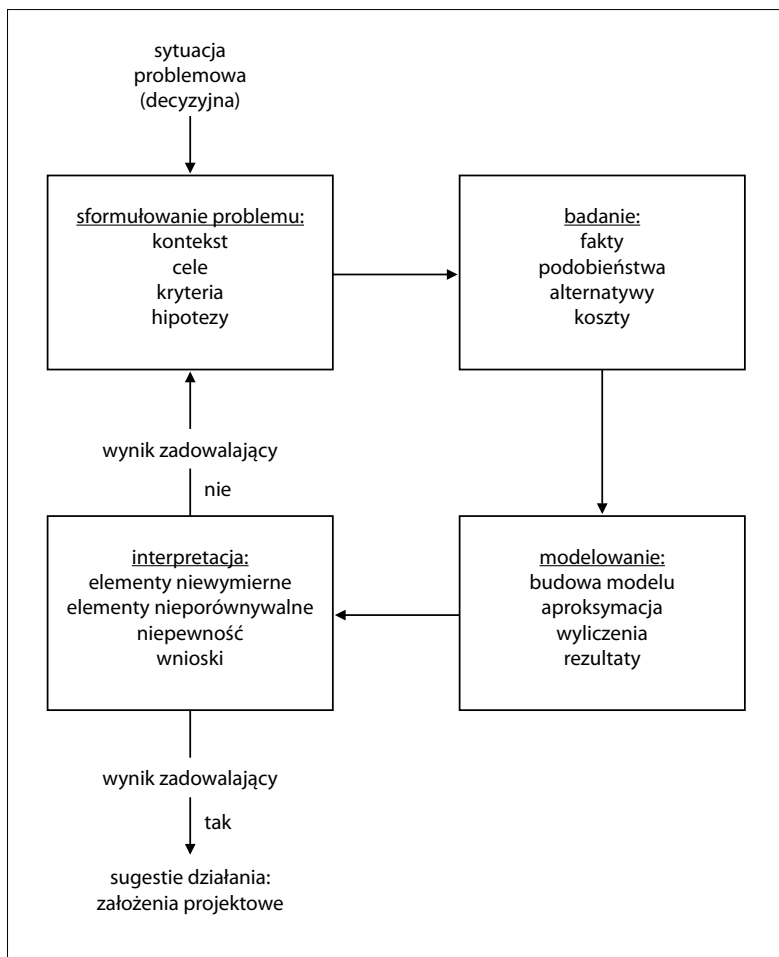 sytuacja
problemowa
(decyzyjna)
sformułowanie problemu:
kontekst
cele
kryteria
hipotezy
badanie:
fakty
podobieństwa
alternatywy
koszty
wynik zadowalający
nie
interpretacja:
elementy niewymierne
elementy nieporównywalne
niepewność
wnioski
modelowanie:
budowa modelu
aproksymacja
wyliczenia
rezultaty
wynik zadowalający
tak
sugestie działania:
założenia projektowe